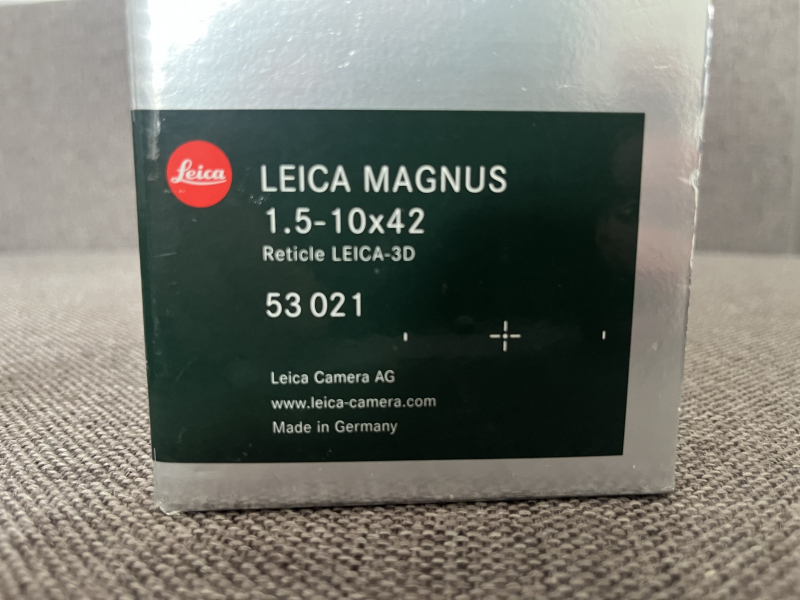 Leica
LEICA MAGNUS
1.5-10x42
Reticle LEICA-3D
53 021
Leica Camera AG
www.leica-camera.com
Made in Germany